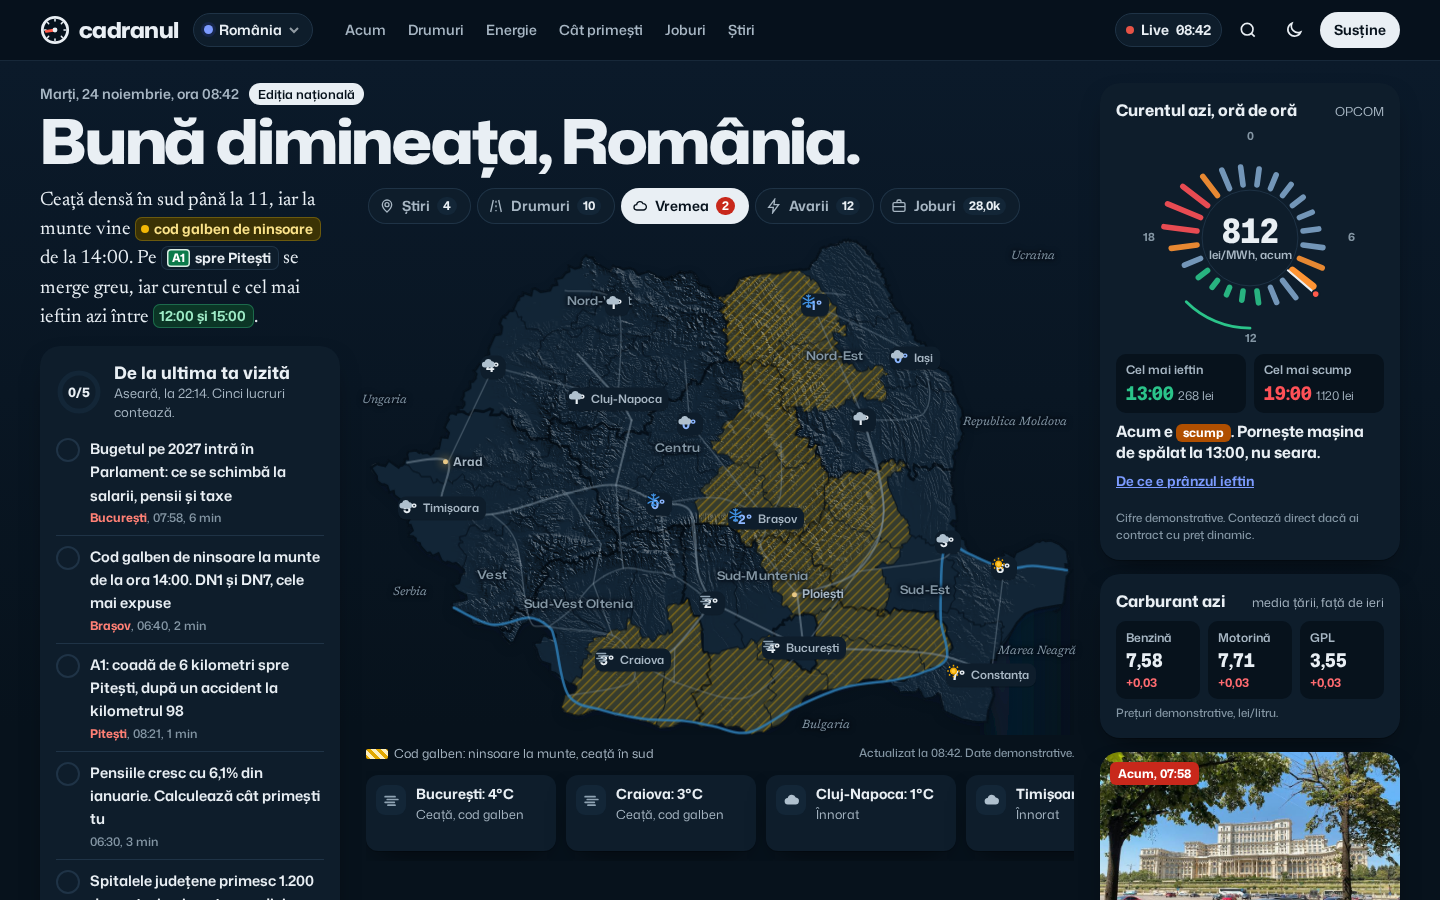 cadranul
România
Acum
Drumuri
Energie
Cât primești
Joburi
Știri
Live 08:42
Susține
Marți, 24 noiembrie, ora 08:42
Ediția națională
Bună dimineața, România.
Ceață densă în sud până la 11, iar la
munte vine cod galben de ninsoare
de la 14:00. Pe A1 spre Pitești se
merge greu, iar curentul e cel mai
ieftin azi între 12:00 și 15:00.
0/5
De la ultima ta vizită
Aseară, la 22:14. Cinci lucruri
contează.
Bugetul pe 2027 intră în
Parlament: ce se schimbă la
salarii, pensii și taxe
București, 07:58, 6 min
Cod galben de ninsoare la munte
de la ora 14:00. DN1 și DN7, cele
mai expuse
Brașov, 06:40, 2 min
A1: coadă de 6 kilometri spre
Pitești, după un accident la
kilometrul 98
Pitești, 08:21, 1 min
Pensiile cresc cu 6,1% din
ianuarie. Calculează cât primești
tu
06:30, 3 min
Spitalele județene primesc 1.200
Știri 4
Drumuri 10
Vremea 2
Avarii 12
Joburi 28,0k
Ucraina
Nord-Est
Iași
Ungaria
Cluj-Napoca
Republica Moldova
Centru
Arad
Timișoara
Brașov
Vest
Sud-Muntenia
Serbia
Sud-Vest Oltenia
Ploiești
Sud-Est
București
Craiova
Marea Neagră
Constanța
Bulgaria
Cod galben: ninsoare la munte, ceață în sud
Actualizat la 08:42. Date demonstrative.
București: 4°C
Ceață, cod galben
Craiova: 3°C
Ceață, cod galben
Cluj-Napoca: 1°C
Înnorat
Înnorat
Curentul azi, oră de oră
OPCOM
0
18
812
6
lei/MWh, acum
12
Cel mai ieftin
13:00 268 lei
Cel mai scump
19:00 1.120 lei
Acum e scump. Pornește mașina
de spălat la 13:00, nu seara.
De ce e prânzul ieftin
Cifre demonstrative. Contează direct dacă ai
contract cu preț dinamic.
Carburant azi
media țării, față de ieri
Benzină
7,58
+0,03
Motorină
7,71
+0,03
GPL
3,55
+0,03
Prețuri demonstrative, lei/litru.
Acum, 07:58